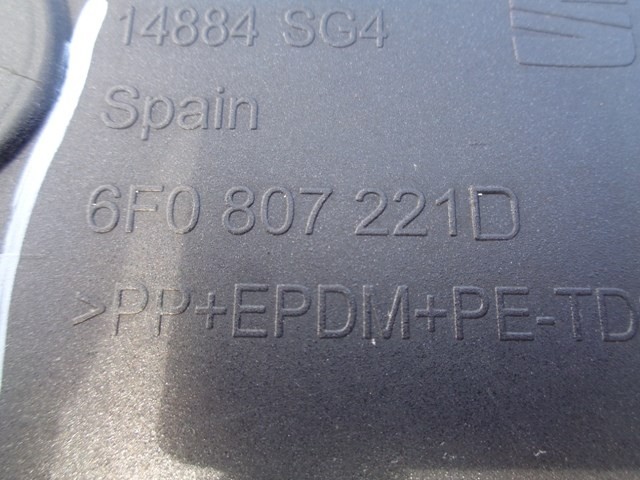 14884 SG4
Spain
6F0 807 221D
>PP+EPDM+PE-TD